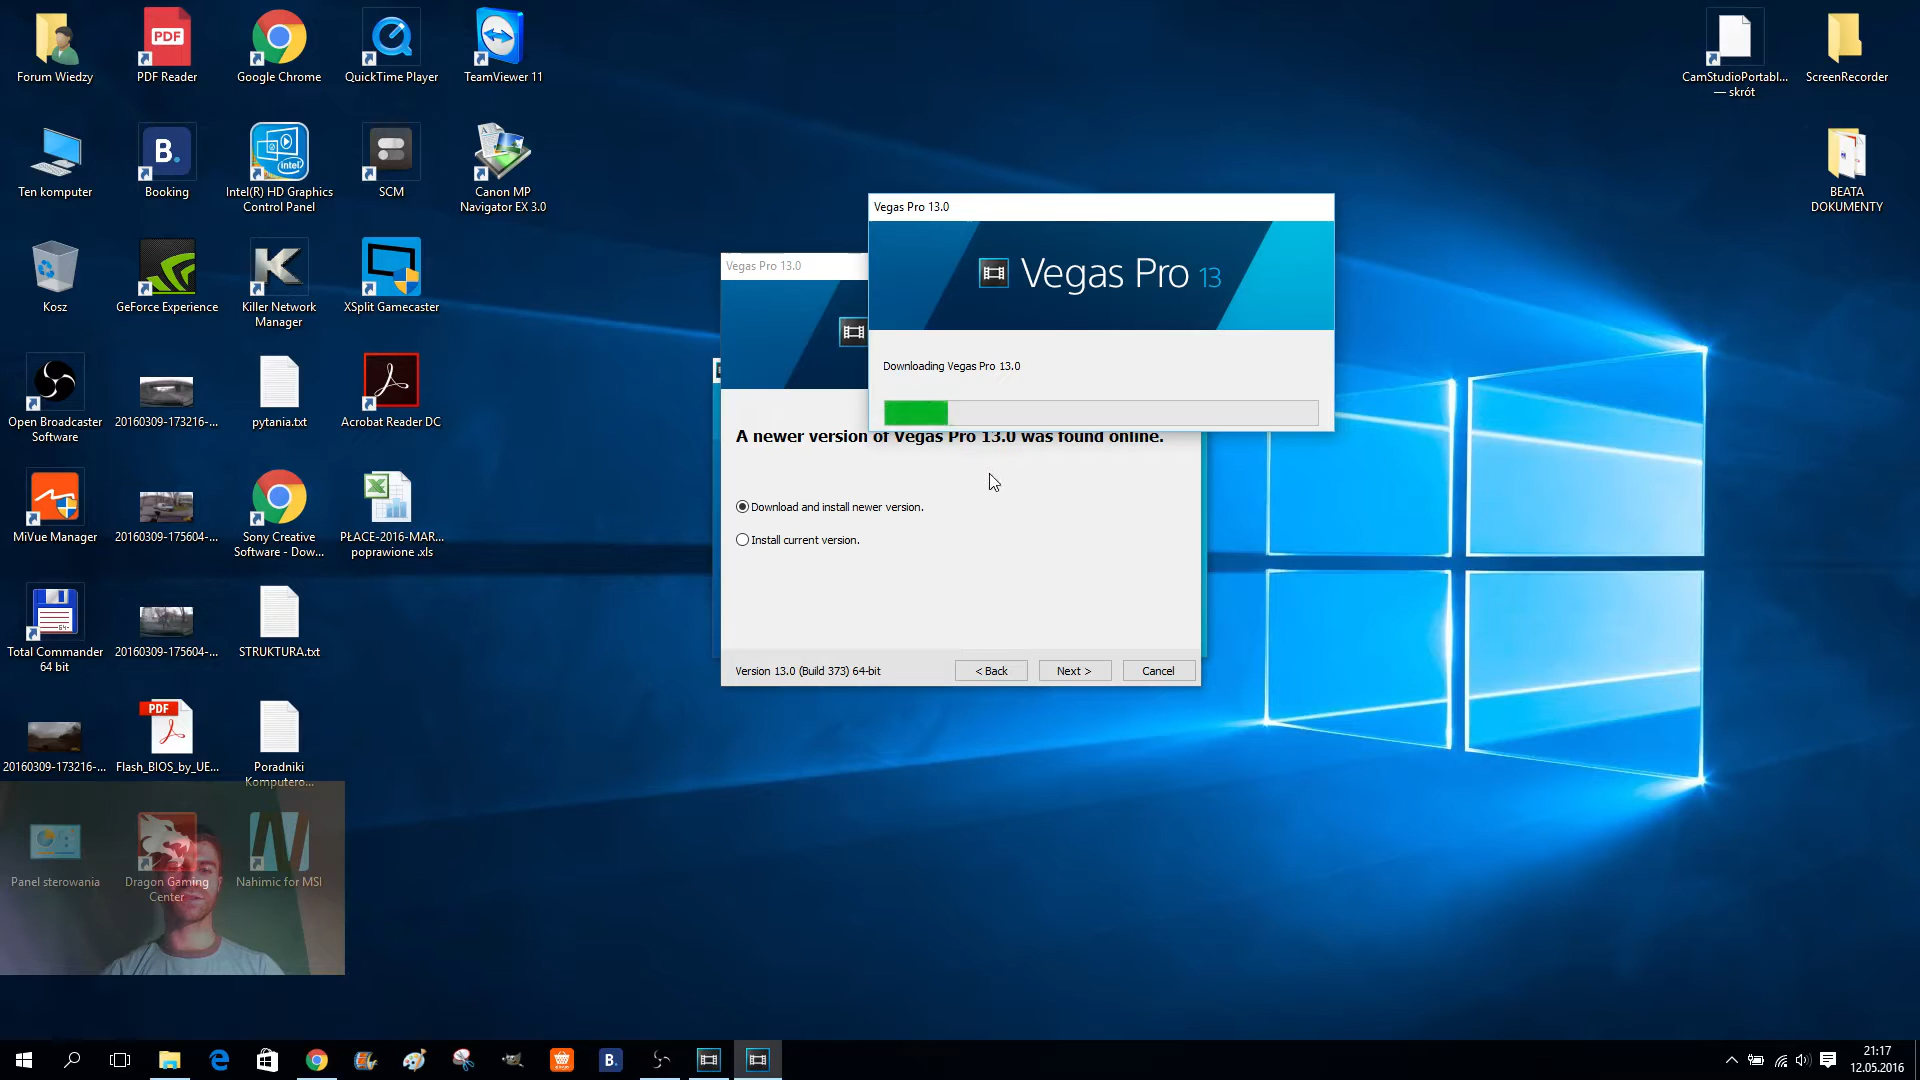 Forum Wiedzy
PDF
PDF Reader
Google Chrome
QuickTime Player
TeamViewer 11
CamStudioPortabl...
— skrót
ScreenRecorder
Ten komputer
B.
Booking
intel
Intel(R) HD Graphics
Control Panel
SCM
Canon MP
Navigator EX 3.0
BEATA
DOKUMENTY
Kosz
GeForce Experience
Killer Network
Manager
XSplit Gamecaster
Open Broadcaster
Software
20160309-173216-...
pytania.txt
Acrobat Reader DC
MiVue Manager
20160309-175604-...
Sony Creative
Software - Dow...
PŁACE-2016-MAR...
poprawione .xls
Total Commander
64 bit
20160309-175604-...
STRUKTURA.txt
20160309-173216-...
PDF
Flash_BIOS_by_UE...
Poradniki
Komputero...
Panel sterowania
Dragon Gaming
Center
Nahimic for MSI
Vegas Pro 13.0
Vegas Pro 13
Downloading Vegas Pro 13.0
Vegas Pro 13.0
A newer version of Vegas Pro 13.0 was found online.
Download and install newer version.
Install current version.
Version 13.0 (Build 373) 64-bit
< Back
Next >
Cancel
B.
21:17
12.05.2016